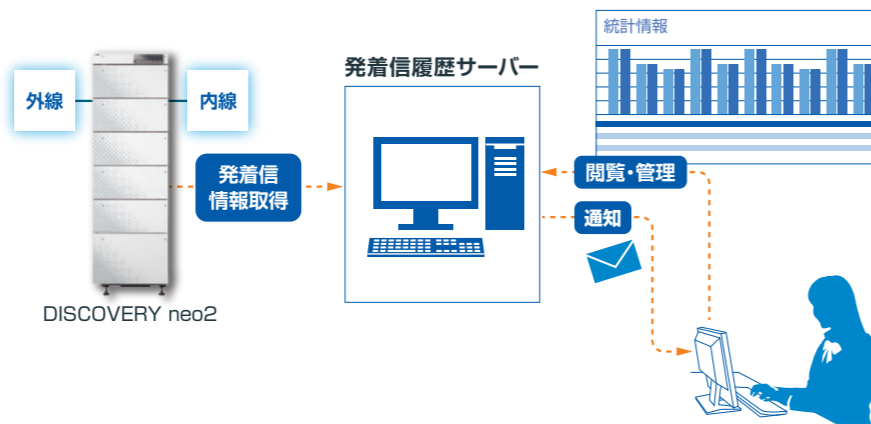 統計情報
発着信履歴サーバー
外線
内線
発着信
情報取得
閲覧・管理
通知
DISCOVERY neo2